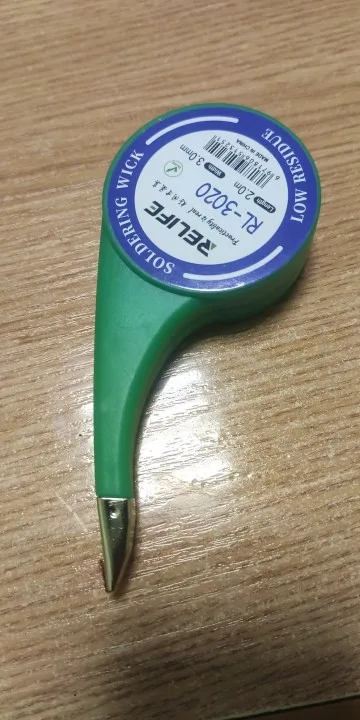 SOLDERING WICK
RELIFE
RL-3020
Length 2.0m Width 3.0mm
MADE IN CHINA
LOW RESIDUE